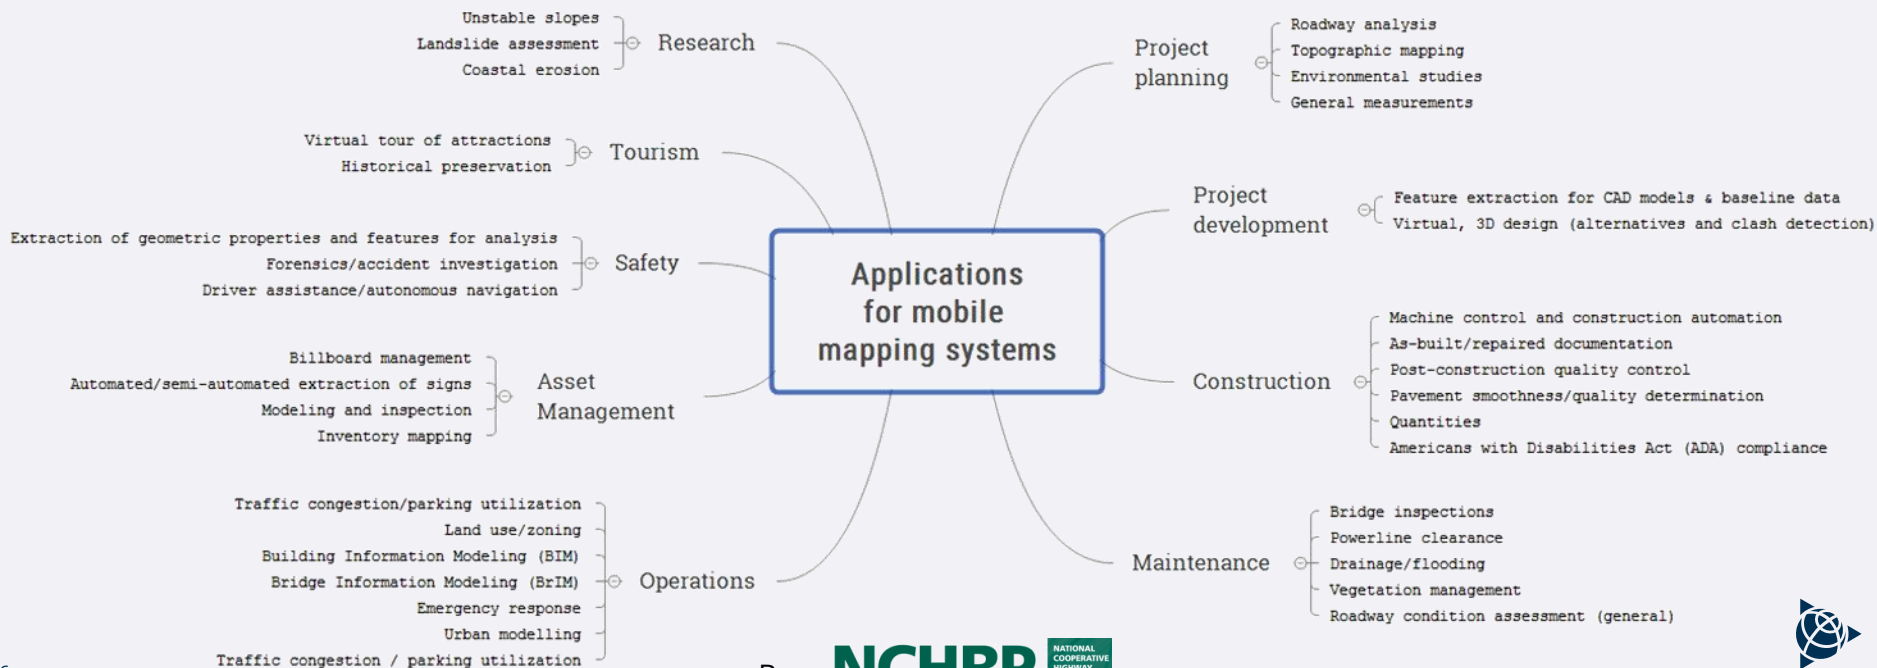 Applications
for mobile
mapping systems
Research
Unstable slopes
Landslide assessment
Coastal erosion
Tourism
Virtual tour of attractions
Historical preservation
Safety
Extraction of geometric properties and features for analysis
Forensics/accident investigation
Driver assistance/autonomous navigation
Asset
Management
Billboard management
Automated/semi-automated extraction of signs
Modeling and inspection
Inventory mapping
Operations
Traffic congestion/parking utilization
Land use/zoning
Building Information Modeling (BIM)
Bridge Information Modeling (BrIM)
Emergency response
Urban modelling
Traffic congestion / parking utilization
Project
planning
Roadway analysis
Topographic mapping
Environmental studies
General measurements
Project
development
Feature extraction for CAD models & baseline data
Virtual, 3D design (alternatives and clash detection)
Construction
Machine control and construction automation
As-built/repaired documentation
Post-construction quality control
Pavement smoothness/quality determination
Quantities
Americans with Disabilities Act (ADA) compliance
Maintenance
Bridge inspections
Powerline clearance
Drainage/flooding
Vegetation management
Roadway condition assessment (general)
NCHRP
NATIONAL
COOPERATIVE
HIGHWAY